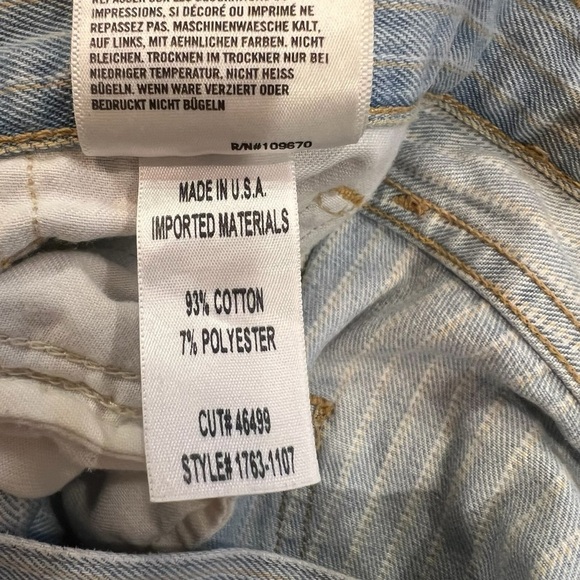 IMPRESSIONS, SI DÉCORÉ OU IMPRIMÉ NE
REPASSEZ PAS. MASCHINENWAESCHE KALT,
AUF LINKS, MIT AEHNLICHEN FARBEN. NICHT
BLEICHEN. TROCKNEN IM TROCKNER NUR BEI
NIEDRIGER TEMPERATUR. NICHT HEISS
BÜGELN. WENN WARE VERZIERT ODER
BEDRUCKT NICHT BÜGELN
R/N#109670
MADE IN U.S.A.
IMPORTED MATERIALS
93% COTTON
7% POLYESTER
CUT# 46499
STYLE# 1763-1107